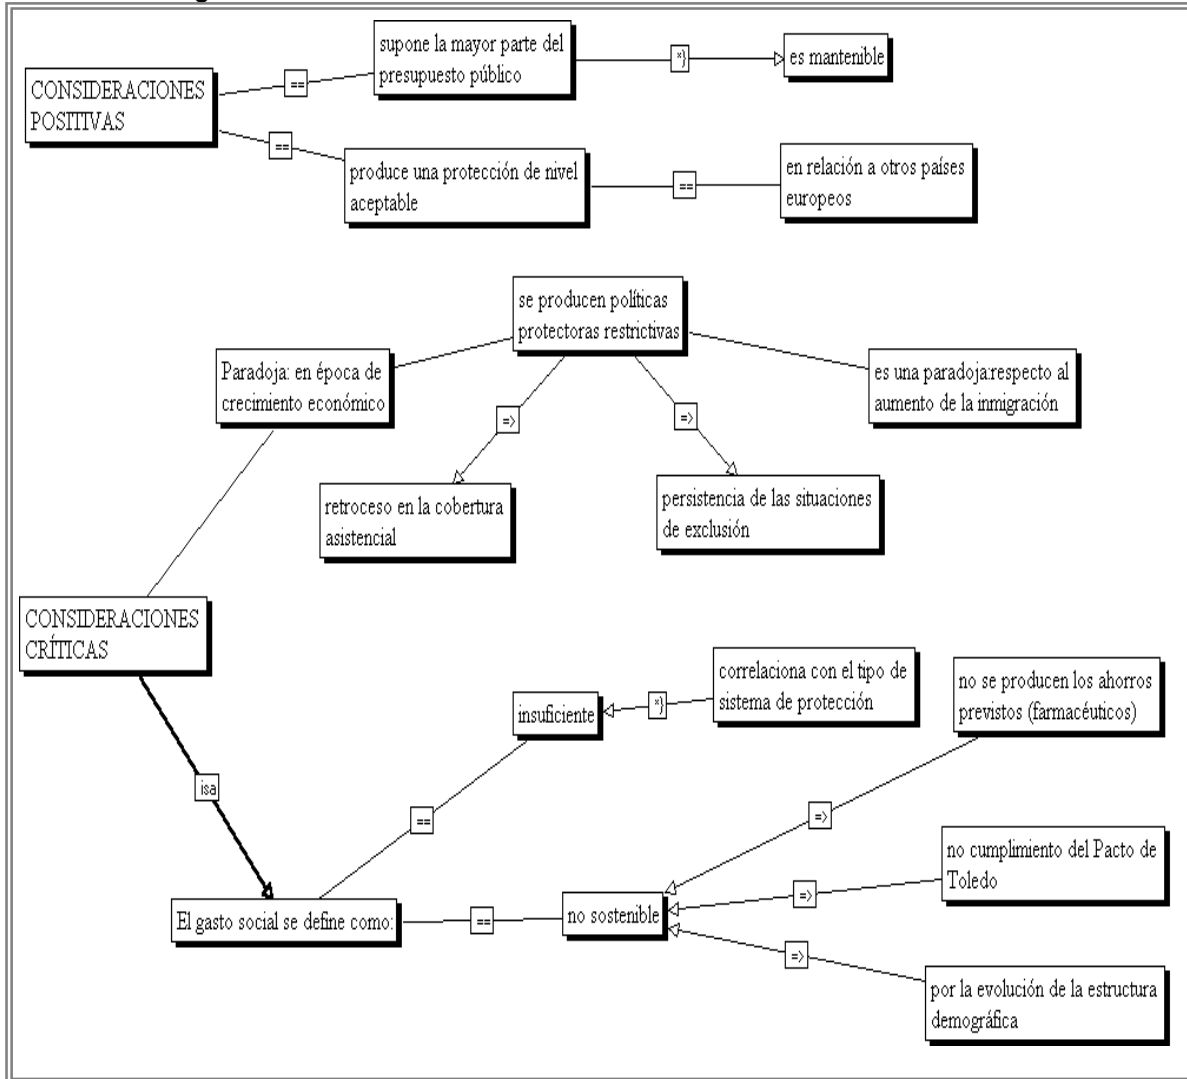 supone la mayor parte del
presupuesto público
*}
es mantenible
CONSIDERACIONES
POSITIVAS
==
==
produce una protección de nivel
aceptable
==
en relación a otros países
europeos
se producen políticas
protectoras restrictivas
Paradoja: en época de
crecimiento económico
es una paradoja:respecto al
aumento de la inmigración
=>
=>
retroceso en la cobertura
asistencial
persistencia de las situaciones
de exclusión
CONSIDERACIONES
CRÍTICAS
isa
insuficiente
*}
correlaciona con el tipo de
sistema de protección
no se producen los ahorros
previstos (farmacéuticos)
==
=>
no cumplimiento del Pacto de
Toledo
=>
El gasto social se define como:
==
no sostenible
=>
por la evolución de la estructura
demográfica